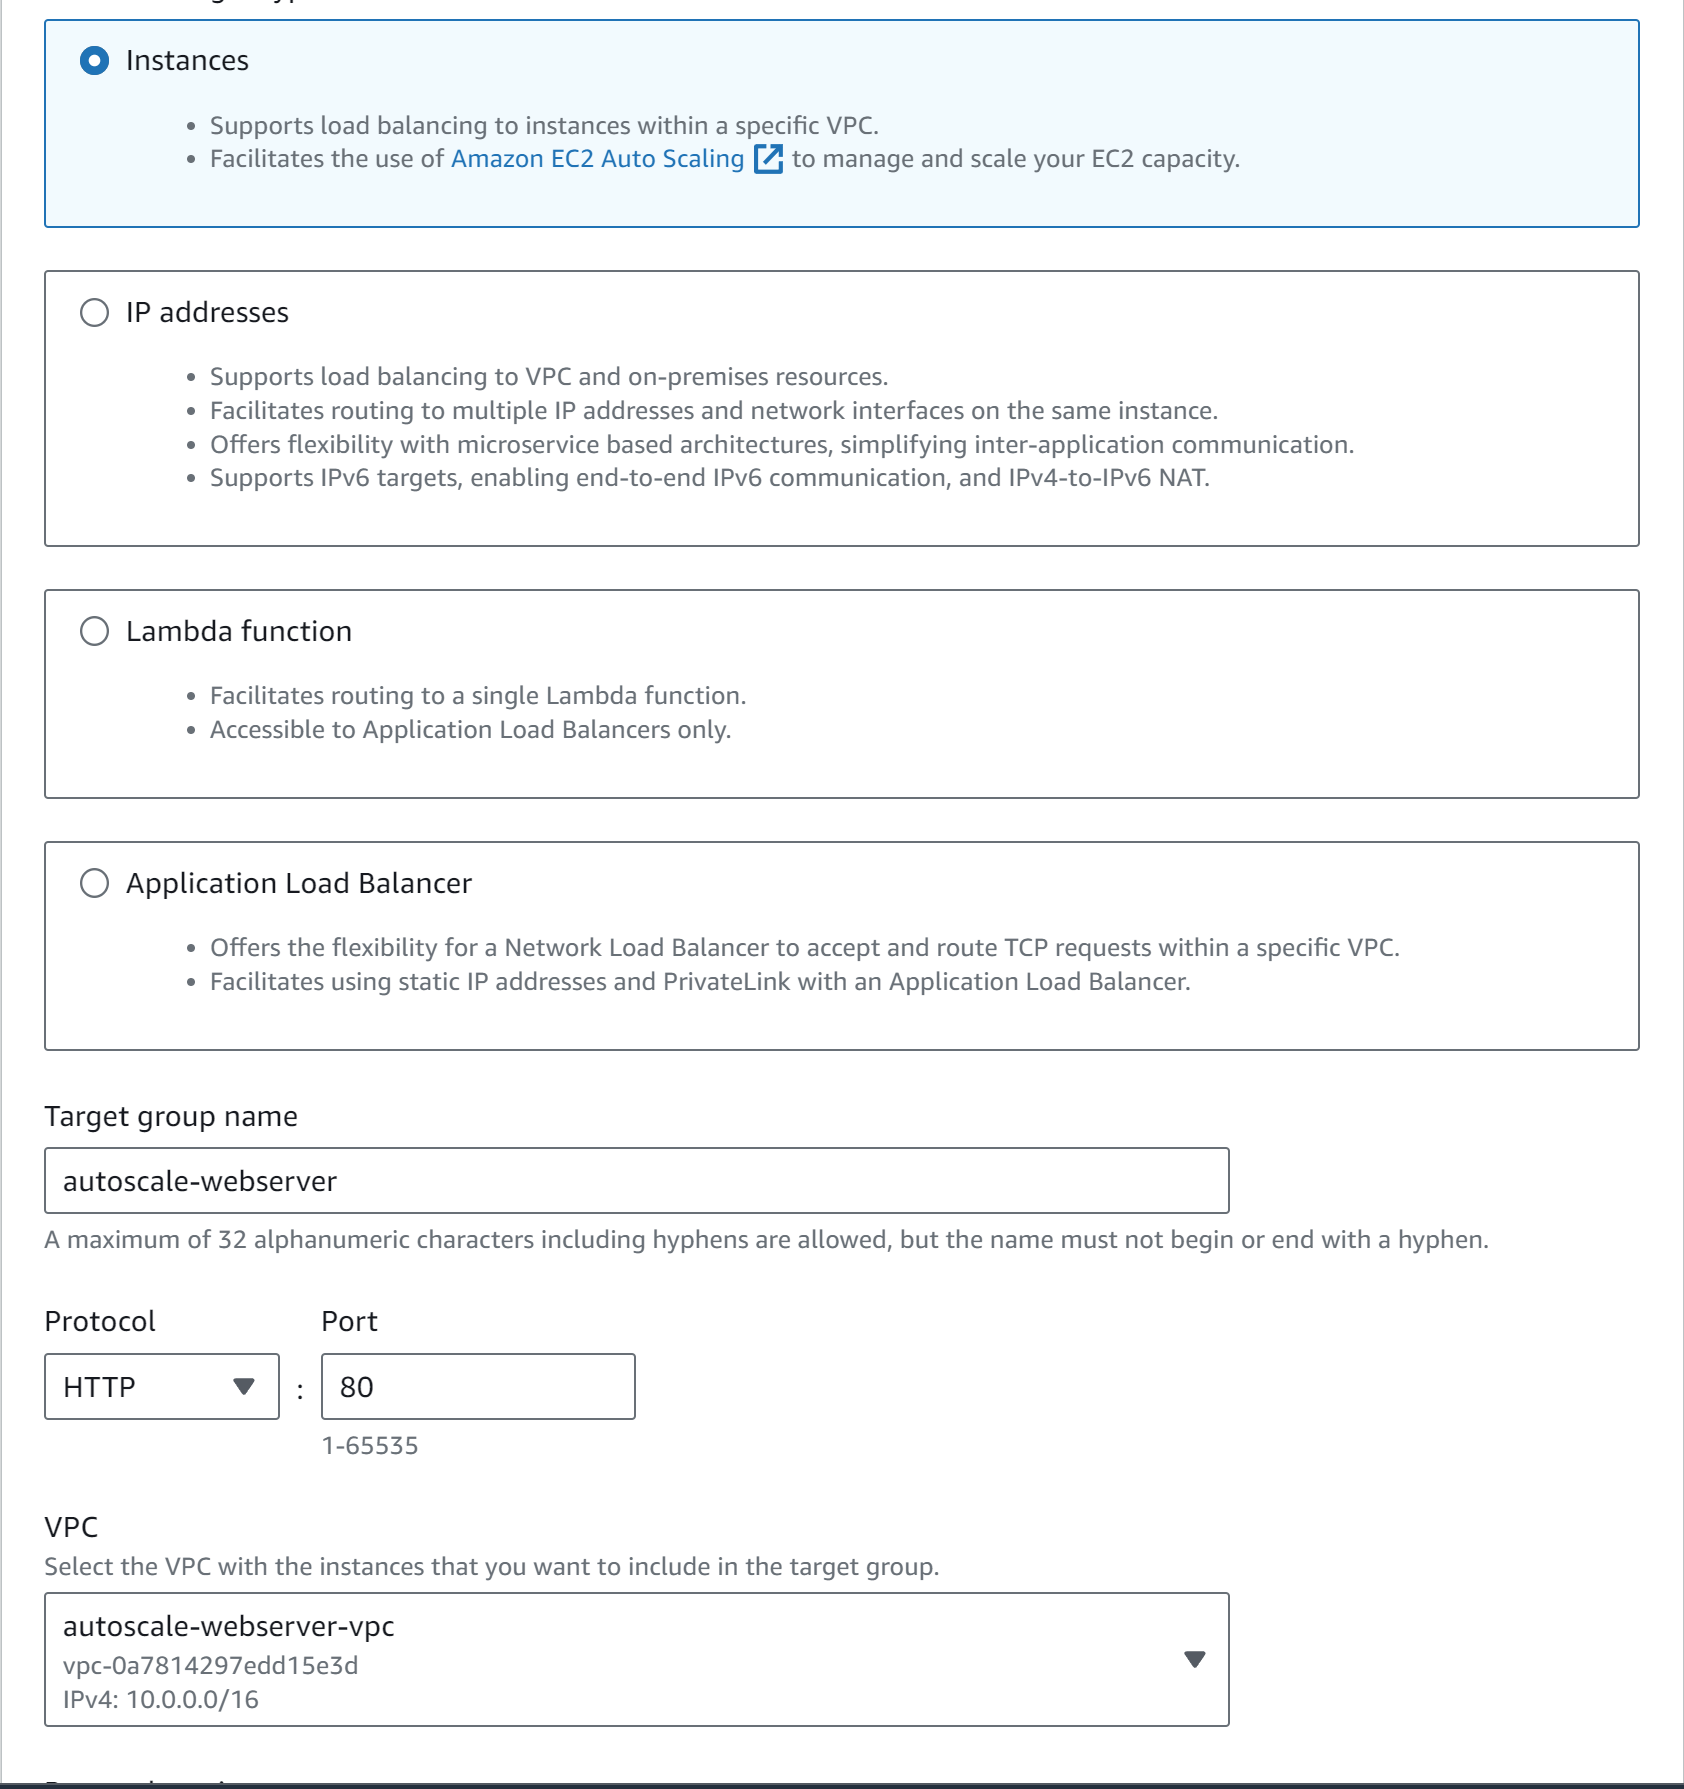 Instances
• Supports load balancing to instances within a specific VPC.
• Facilitates the use of Amazon EC2 Auto Scaling to manage and scale your EC2 capacity.
IP addresses
• Supports load balancing to VPC and on-premises resources.
• Facilitates routing to multiple IP addresses and network interfaces on the same instance.
• Offers flexibility with microservice based architectures, simplifying inter-application communication.
• Supports IPv6 targets, enabling end-to-end IPv6 communication, and IPv4-to-IPv6 NAT.
Lambda function
• Facilitates routing to a single Lambda function.
• Accessible to Application Load Balancers only.
Application Load Balancer
• Offers the flexibility for a Network Load Balancer to accept and route TCP requests within a specific VPC.
• Facilitates using static IP addresses and PrivateLink with an Application Load Balancer.
Target group name
autoscale-webserver
A maximum of 32 alphanumeric characters including hyphens are allowed, but the name must not begin or end with a hyphen.
Protocol Port
HTTP : 80
1-65535
VPC
Select the VPC with the instances that you want to include in the target group.
autoscale-webserver-vpc
vpc-0a7814297edd15e3d
IPv4: 10.0.0.0/16